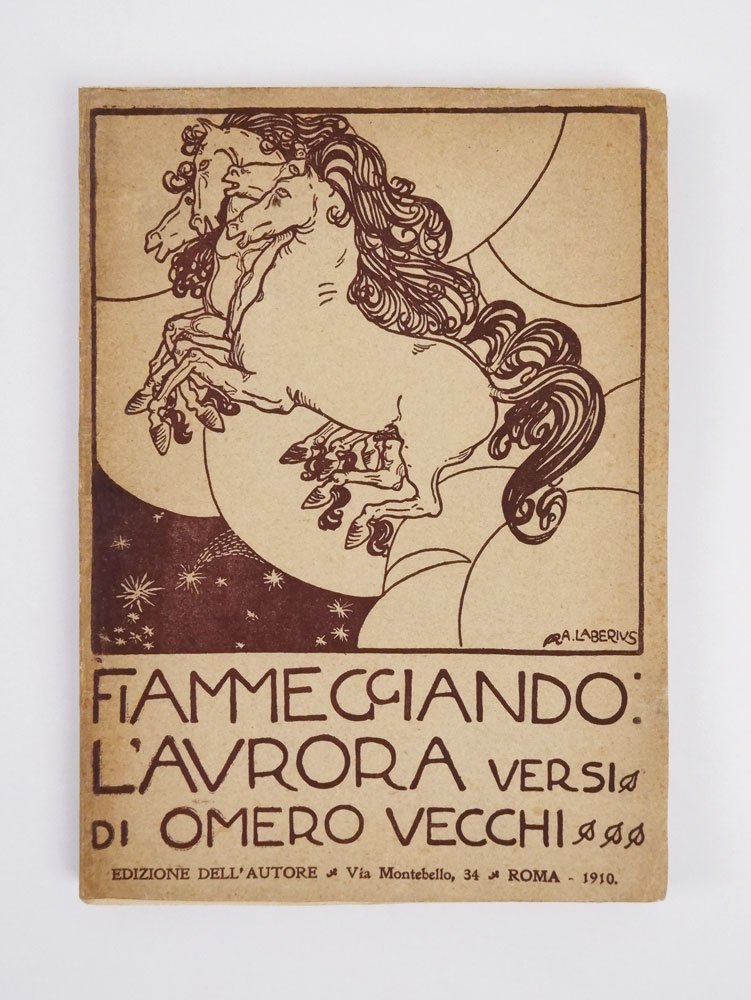 A. LABERIVS
FIAMMEGGIANDO:
L'AVRORA VERSI
DI OMERO VECCHI
EDIZIONE DELL'AUTORE Via Montebello, 34 ROMA - 1910.